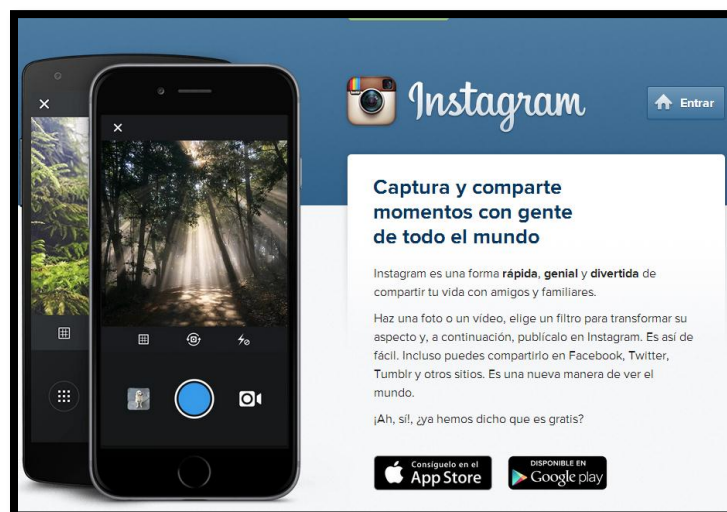 Instagram
Entrar
Captura y comparte
momentos con gente
de todo el mundo
Instagram es una forma rápida, genial y divertida de
compartir tu vida con amigos y familiares.
Haz una foto o un vídeo, elige un filtro para transformar su
aspecto y, a continuación, publícalo en Instagram. Es así de
fácil. Incluso puedes compartirlo en Facebook, Twitter,
Tumblr y otros sitios. Es una nueva manera de ver el
mundo.
¡Ah, sí!, ¿ya hemos dicho que es gratis?
Consíguelo en el
App Store
DISPONIBLE EN
Google play